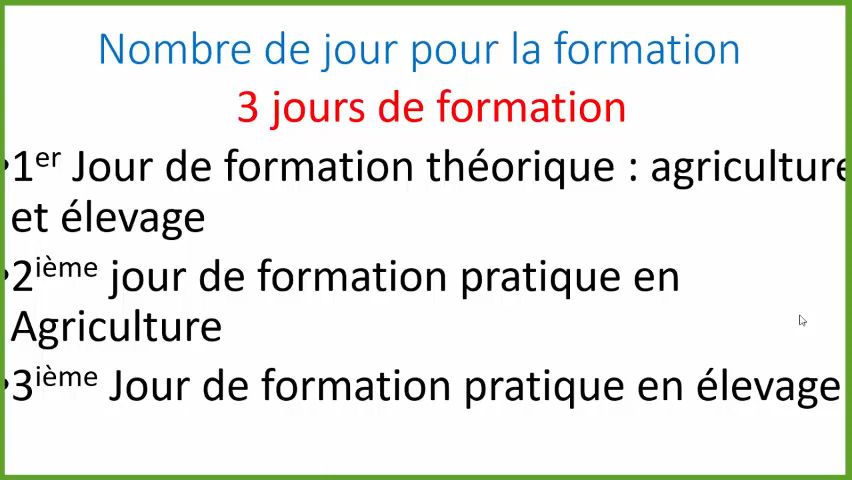 Nombre de jour pour la formation
3 jours de formation
•1er Jour de formation théorique : agriculture
et élevage
•2ième jour de formation pratique en
Agriculture
•3ième Jour de formation pratique en élevage